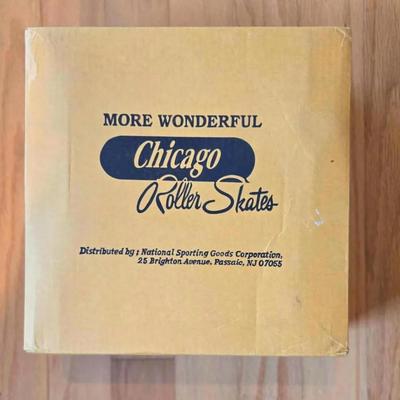 MORE WONDERFUL
Chicago
Roller Skates
Distributed by : National Sporting Goods Corporation,
25 Brighton Avenue, Passaic, NJ 07055